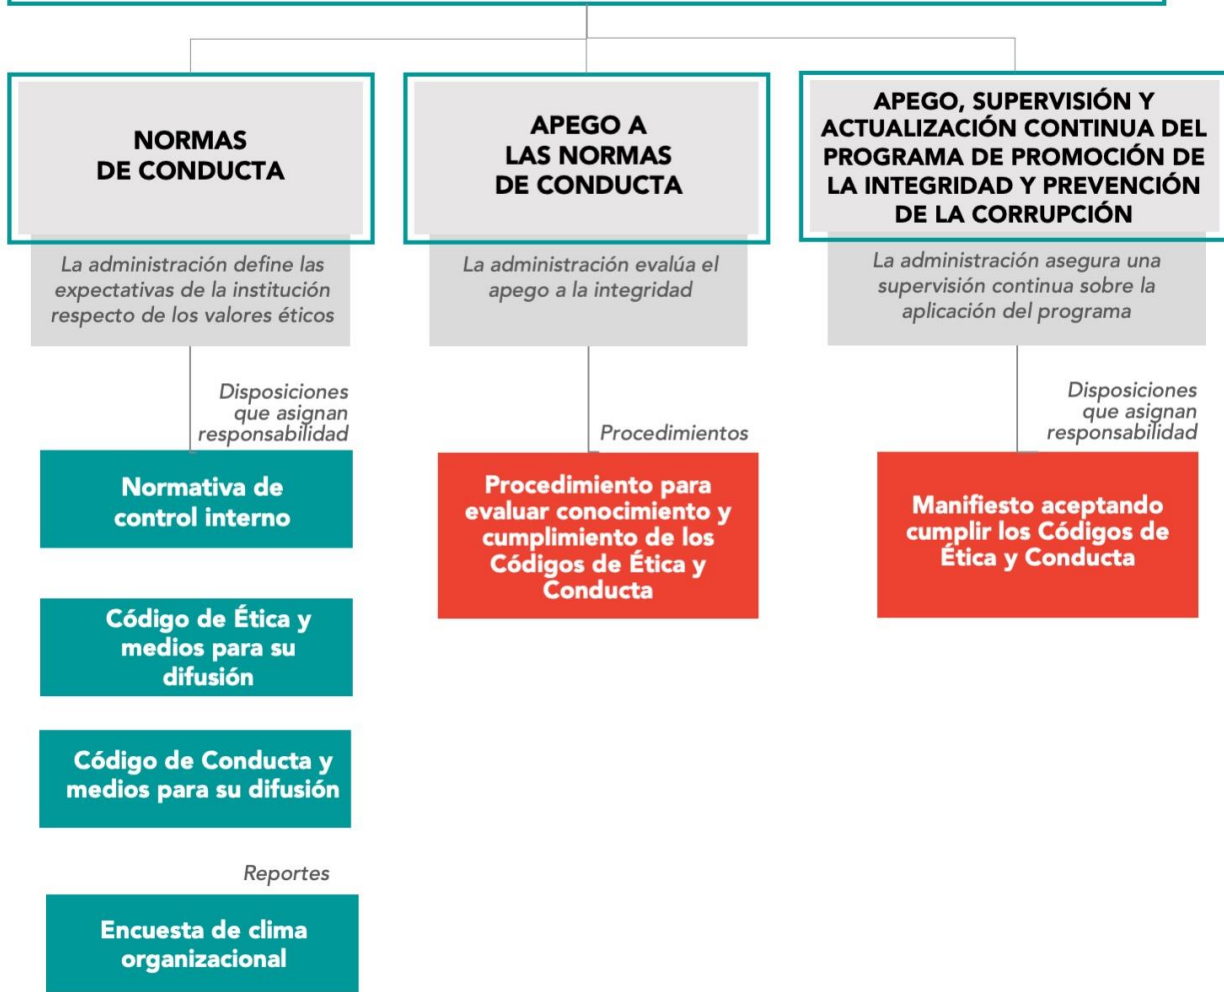 NORMAS
DE CONDUCTA
La administración define las
expectativas de la institución
respecto de los valores éticos
Disposiciones
que asignan
responsabilidad
Normativa de
control interno
Código de Ética y
medios para su
difusión
Código de Conducta y
medios para su difusión
Reportes
Encuesta de clima
organizacional
APEGO A
LAS NORMAS
DE CONDUCTA
La administración evalúa el
apego a la integridad
Procedimientos
Procedimiento para
evaluar conocimiento y
cumplimiento de los
Códigos de Ética y
Conducta
APEGO, SUPERVISIÓN Y
ACTUALIZACIÓN CONTINUA DEL
PROGRAMA DE PROMOCIÓN DE
LA INTEGRIDAD Y PREVENCIÓN
DE LA CORRUPCIÓN
La administración asegura una
supervisión continua sobre la
aplicación del programa
Disposiciones
que asignan
responsabilidad
Manifiesto aceptando
cumplir los Códigos de
Ética y Conducta